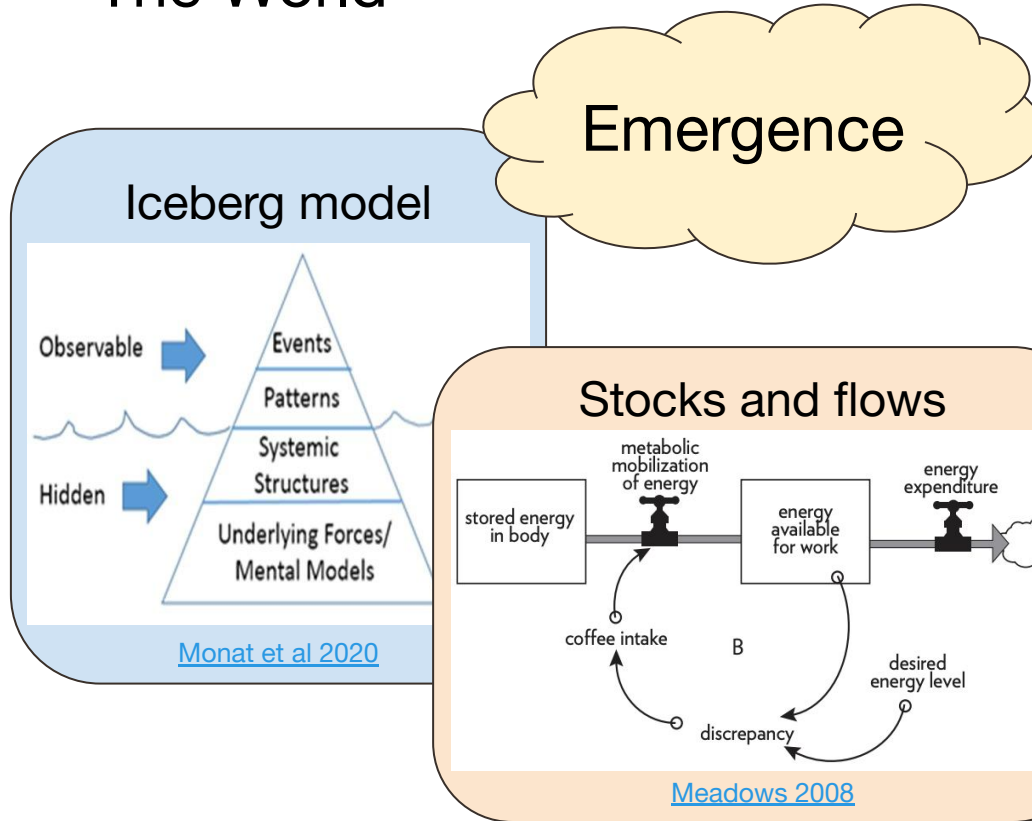 The World
Emergence
Iceberg model
Observable
Events
Patterns
Systemic
Structures
Hidden
Underlying Forces/
Mental Models
Monat et al 2020
Stocks and flows
metabolic
mobilization
of energy
energy
expenditure
stored energy
in body
energy
available
for work
coffee intake
B
desired
energy level
discrepancy
Meadows 2008